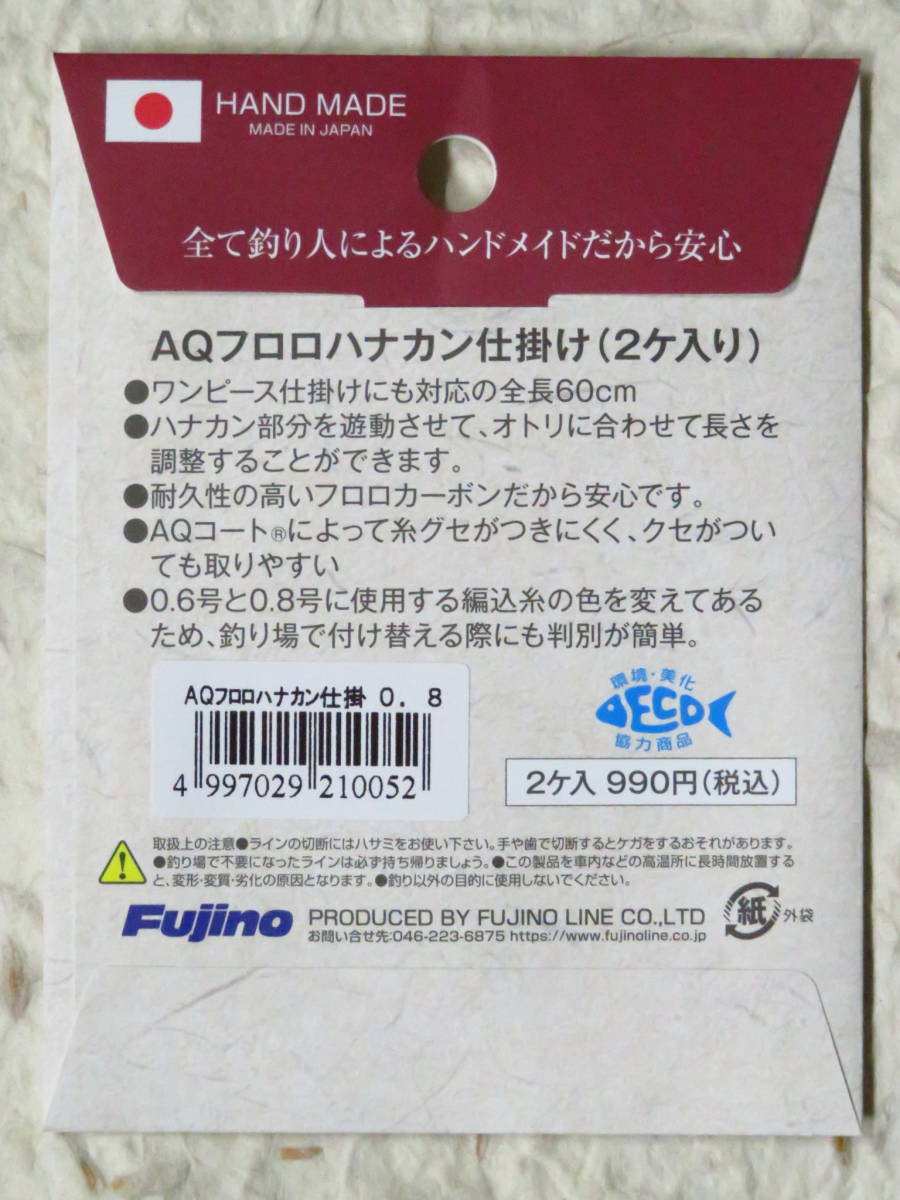 HAND MADE
MADE IN JAPAN
全て釣り人によるハンドメイドだから安心
AQフロロハナカン仕掛け(2ケ入り)
●ワンピース仕掛けにも対応の全長60cm
●ハナカン部分を遊動させて、オトリに合わせて長さを
調整することができます。
●耐久性の高いフロロカーボンだから安心です。
●AQコート®によって糸グセがつきにくく、クセがつい
ても取りやすい
●0.6号と0.8号に使用する編込糸の色を変えてある
ため、釣り場で付け替える際にも判別が簡単。
AQフロロハナカン仕掛 0.8
4 997029 210052
環境・美化
ECO
協力商品
2ケ入 990円(税込)
取扱上の注意●ラインの切断にはハサミをお使い下さい。手や歯で切断するとケガをするおそれがあります。
●釣り場で不要になったラインは必ず持ち帰りましょう。●この製品を車内などの高温所に長時間放置する
と、変形・変質・劣化の原因となります。●釣り以外の目的に使用しないでください。
Fujino PRODUCED BY FUJINO LINE CO.,LTD
お問い合せ先:046-223-6875 https://www.fujinoline.co.jp
紙 外袋